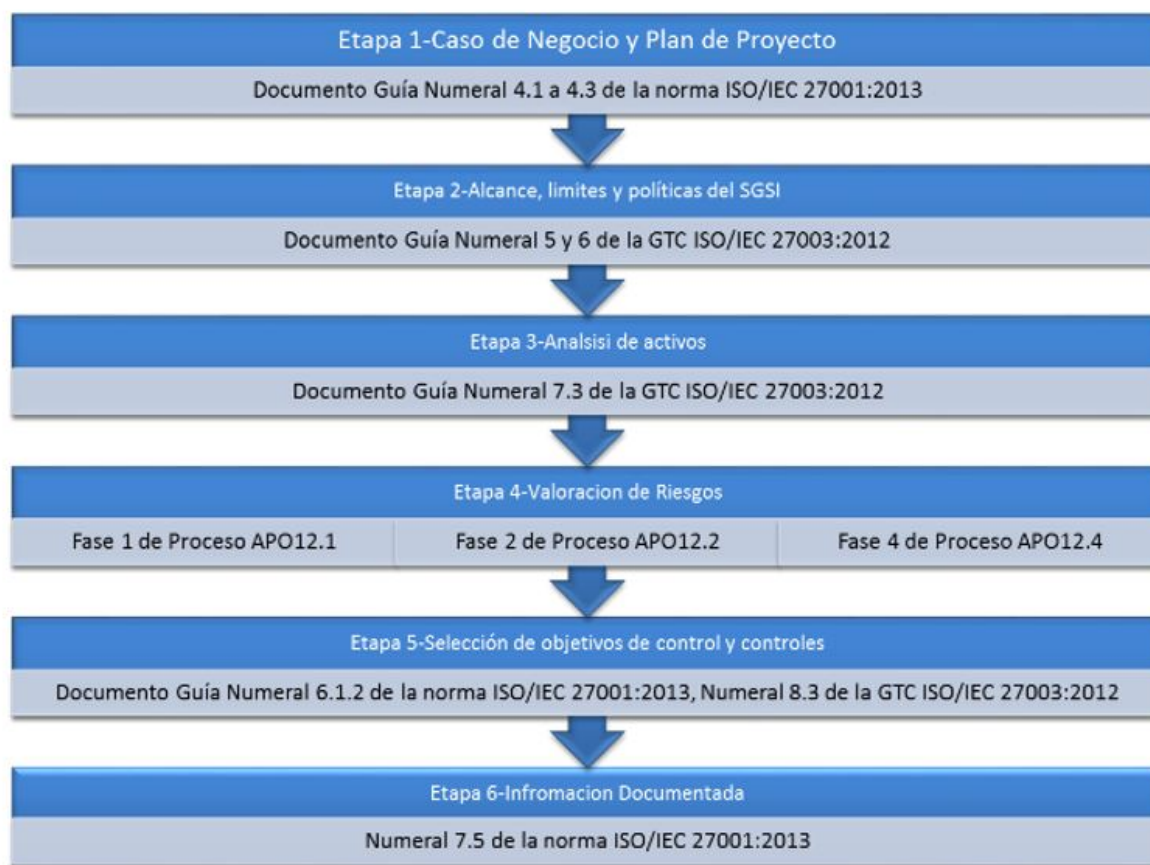 Etapa 1-Caso de Negocio y Plan de Proyecto
Documento Guía Numeral 4.1 a 4.3 de la norma ISO/IEC 27001:2013
Etapa 2-Alcance, limites y políticas del SGSI
Documento Guía Numeral 5 y 6 de la GTC ISO/IEC 27003:2012
Etapa 3-Analsisi de activos
Documento Guía Numeral 7.3 de la GTC ISO/IEC 27003:2012
Etapa 4-Valoracion de Riesgos
Fase 1 de Proceso APO12.1 Fase 2 de Proceso APO12.2 Fase 4 de Proceso APO12.4
Etapa 5-Selección de objetivos de control y controles
Documento Guía Numeral 6.1.2 de la norma ISO/IEC 27001:2013, Numeral 8.3 de la GTC ISO/IEC 27003:2012
Etapa 6-Infromacion Documentada
Numeral 7.5 de la norma ISO/IEC 27001:2013